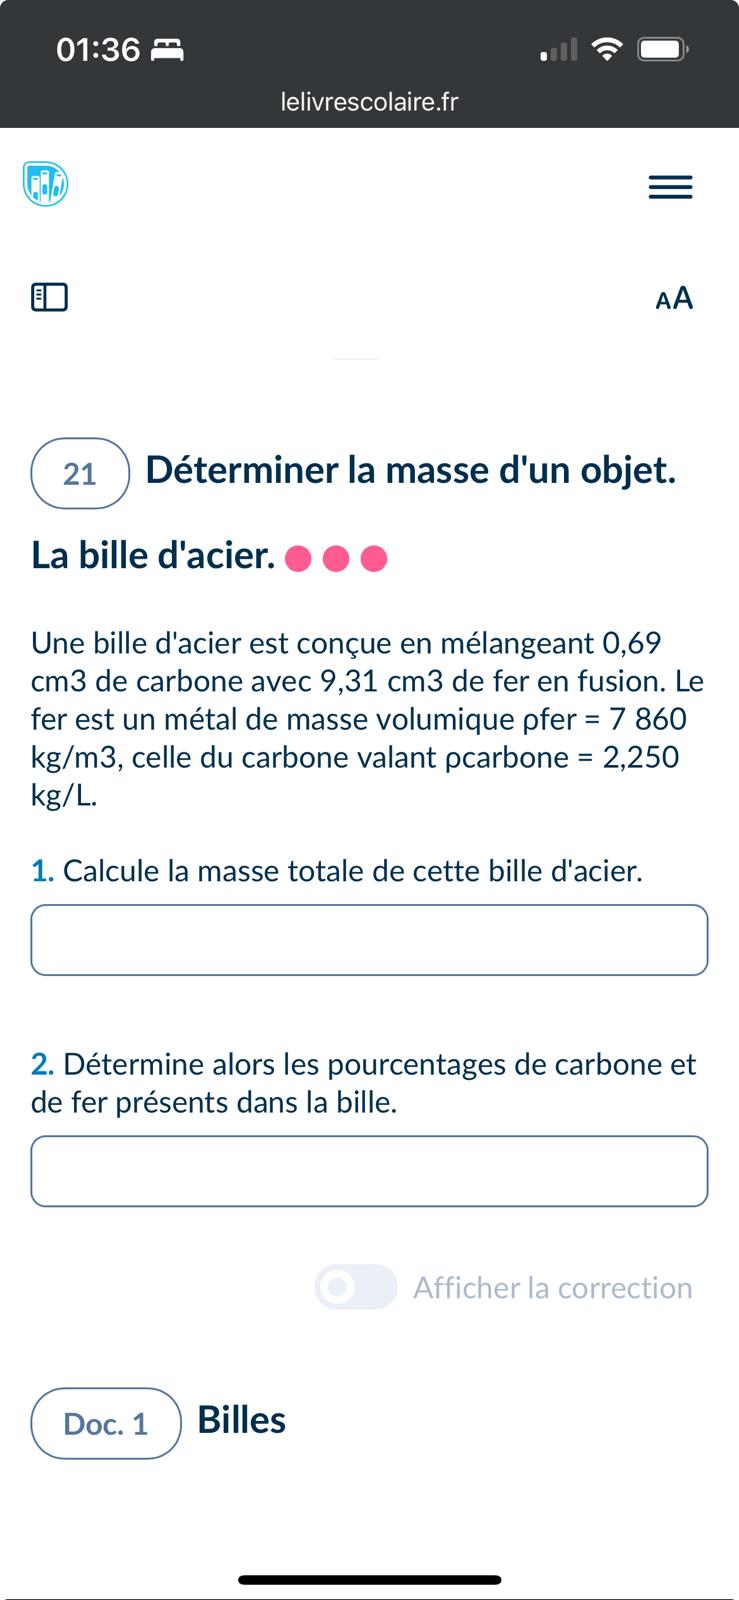 01:36
lelivrescolaire.fr
AA
21 Déterminer la masse d'un objet.
La bille d'acier.
Une bille d'acier est conçue en mélangeant 0,69
cm3 de carbone avec 9,31 cm3 de fer en fusion. Le
fer est un métal de masse volumique ρfer = 7 860
kg/m3, celle du carbone valant ρcarbone = 2,250
kg/L.
1. Calcule la masse totale de cette bille d'acier.
2. Détermine alors les pourcentages de carbone et
de fer présents dans la bille.
Afficher la correction
Doc. 1 Billes